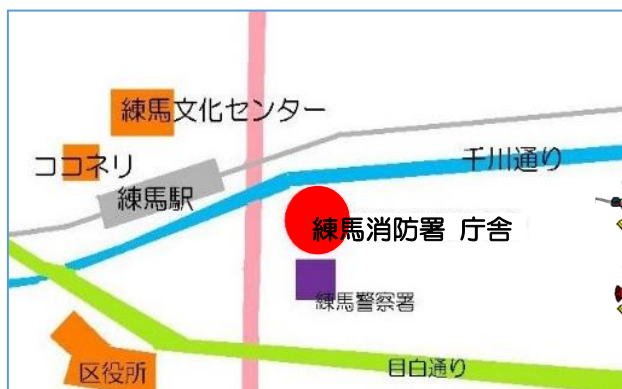 練馬文化センター
ココネリ
千川通り
練馬駅
練馬消防署 庁舎
練馬警察署
区役所
目白通り